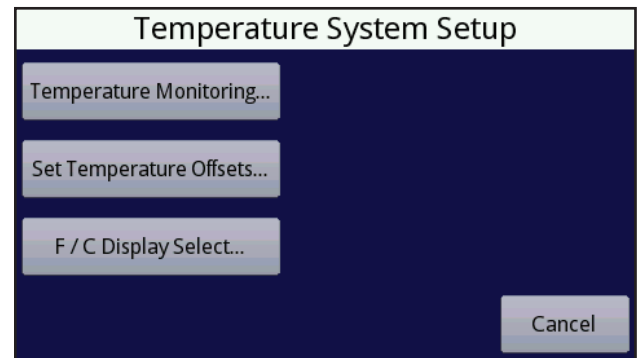 Temperature System Setup
Temperature Monitoring...
Set Temperature Offsets...
F / C Display Select...
Cancel